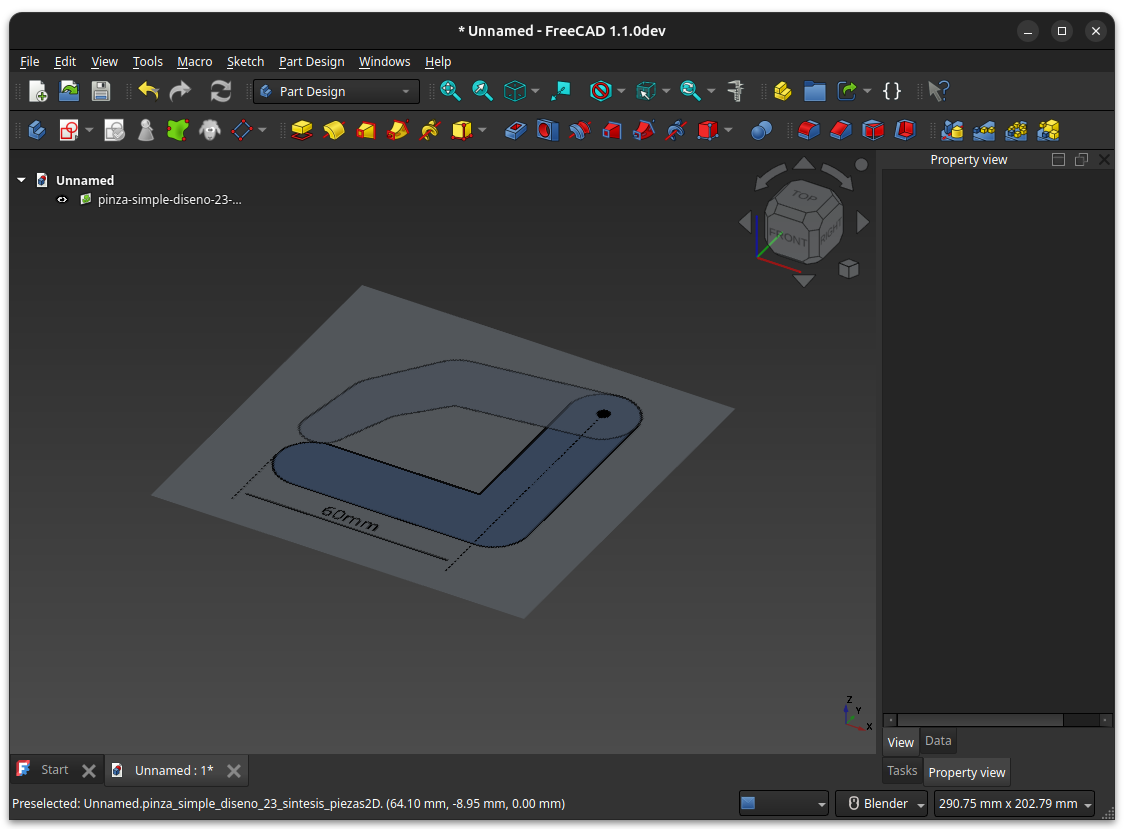 * Unnamed - FreeCAD 1.1.0dev
File Edit View Tools Macro Sketch Part Design Windows Help
Part Design
Property view
Unnamed
pinza-simple-diseno-23-...
TOP
FRONT
RIGHT
60mm
Z
Y
X
View Data
Start
Unnamed : 1*
Tasks Property view
Preselected: Unnamed.pinza_simple_diseno_23_sintesis_piezas2D. (64.10 mm, -8.95 mm, 0.00 mm)
Blender
290.75 mm x 202.79 mm